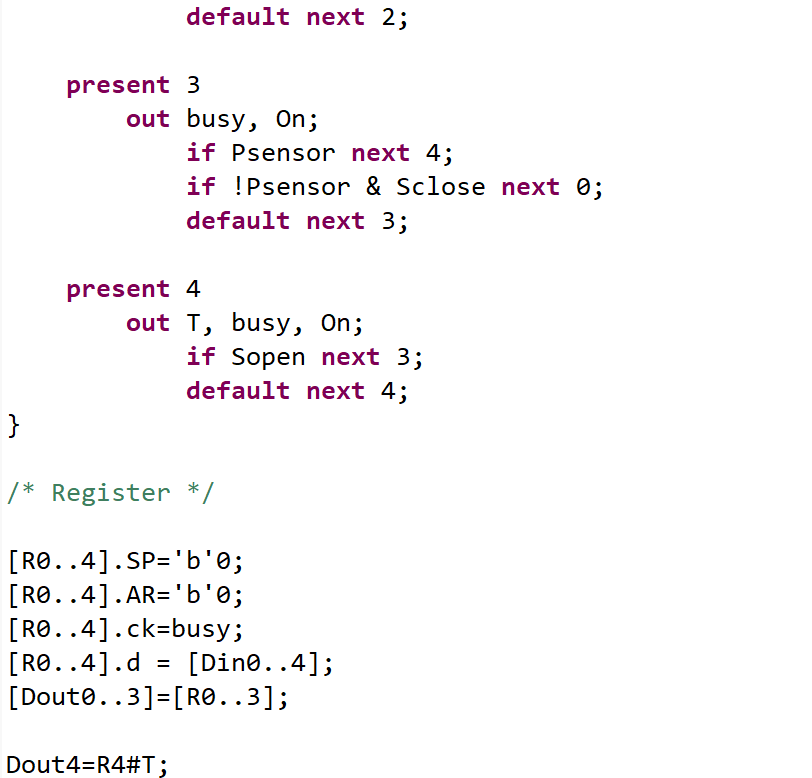 default next 2;
present 3
out busy, On;
if Psensor next 4;
if !Psensor & Sclose next 0;
default next 3;
present 4
out T, busy, On;
if Sopen next 3;
default next 4;
}
/* Register */
[R0..4].SP='b'0;
[R0..4].AR='b'0;
[R0..4].ck=busy;
[R0..4].d = [Din0..4];
[Dout0..3]=[R0..3];
Dout4=R4#T;